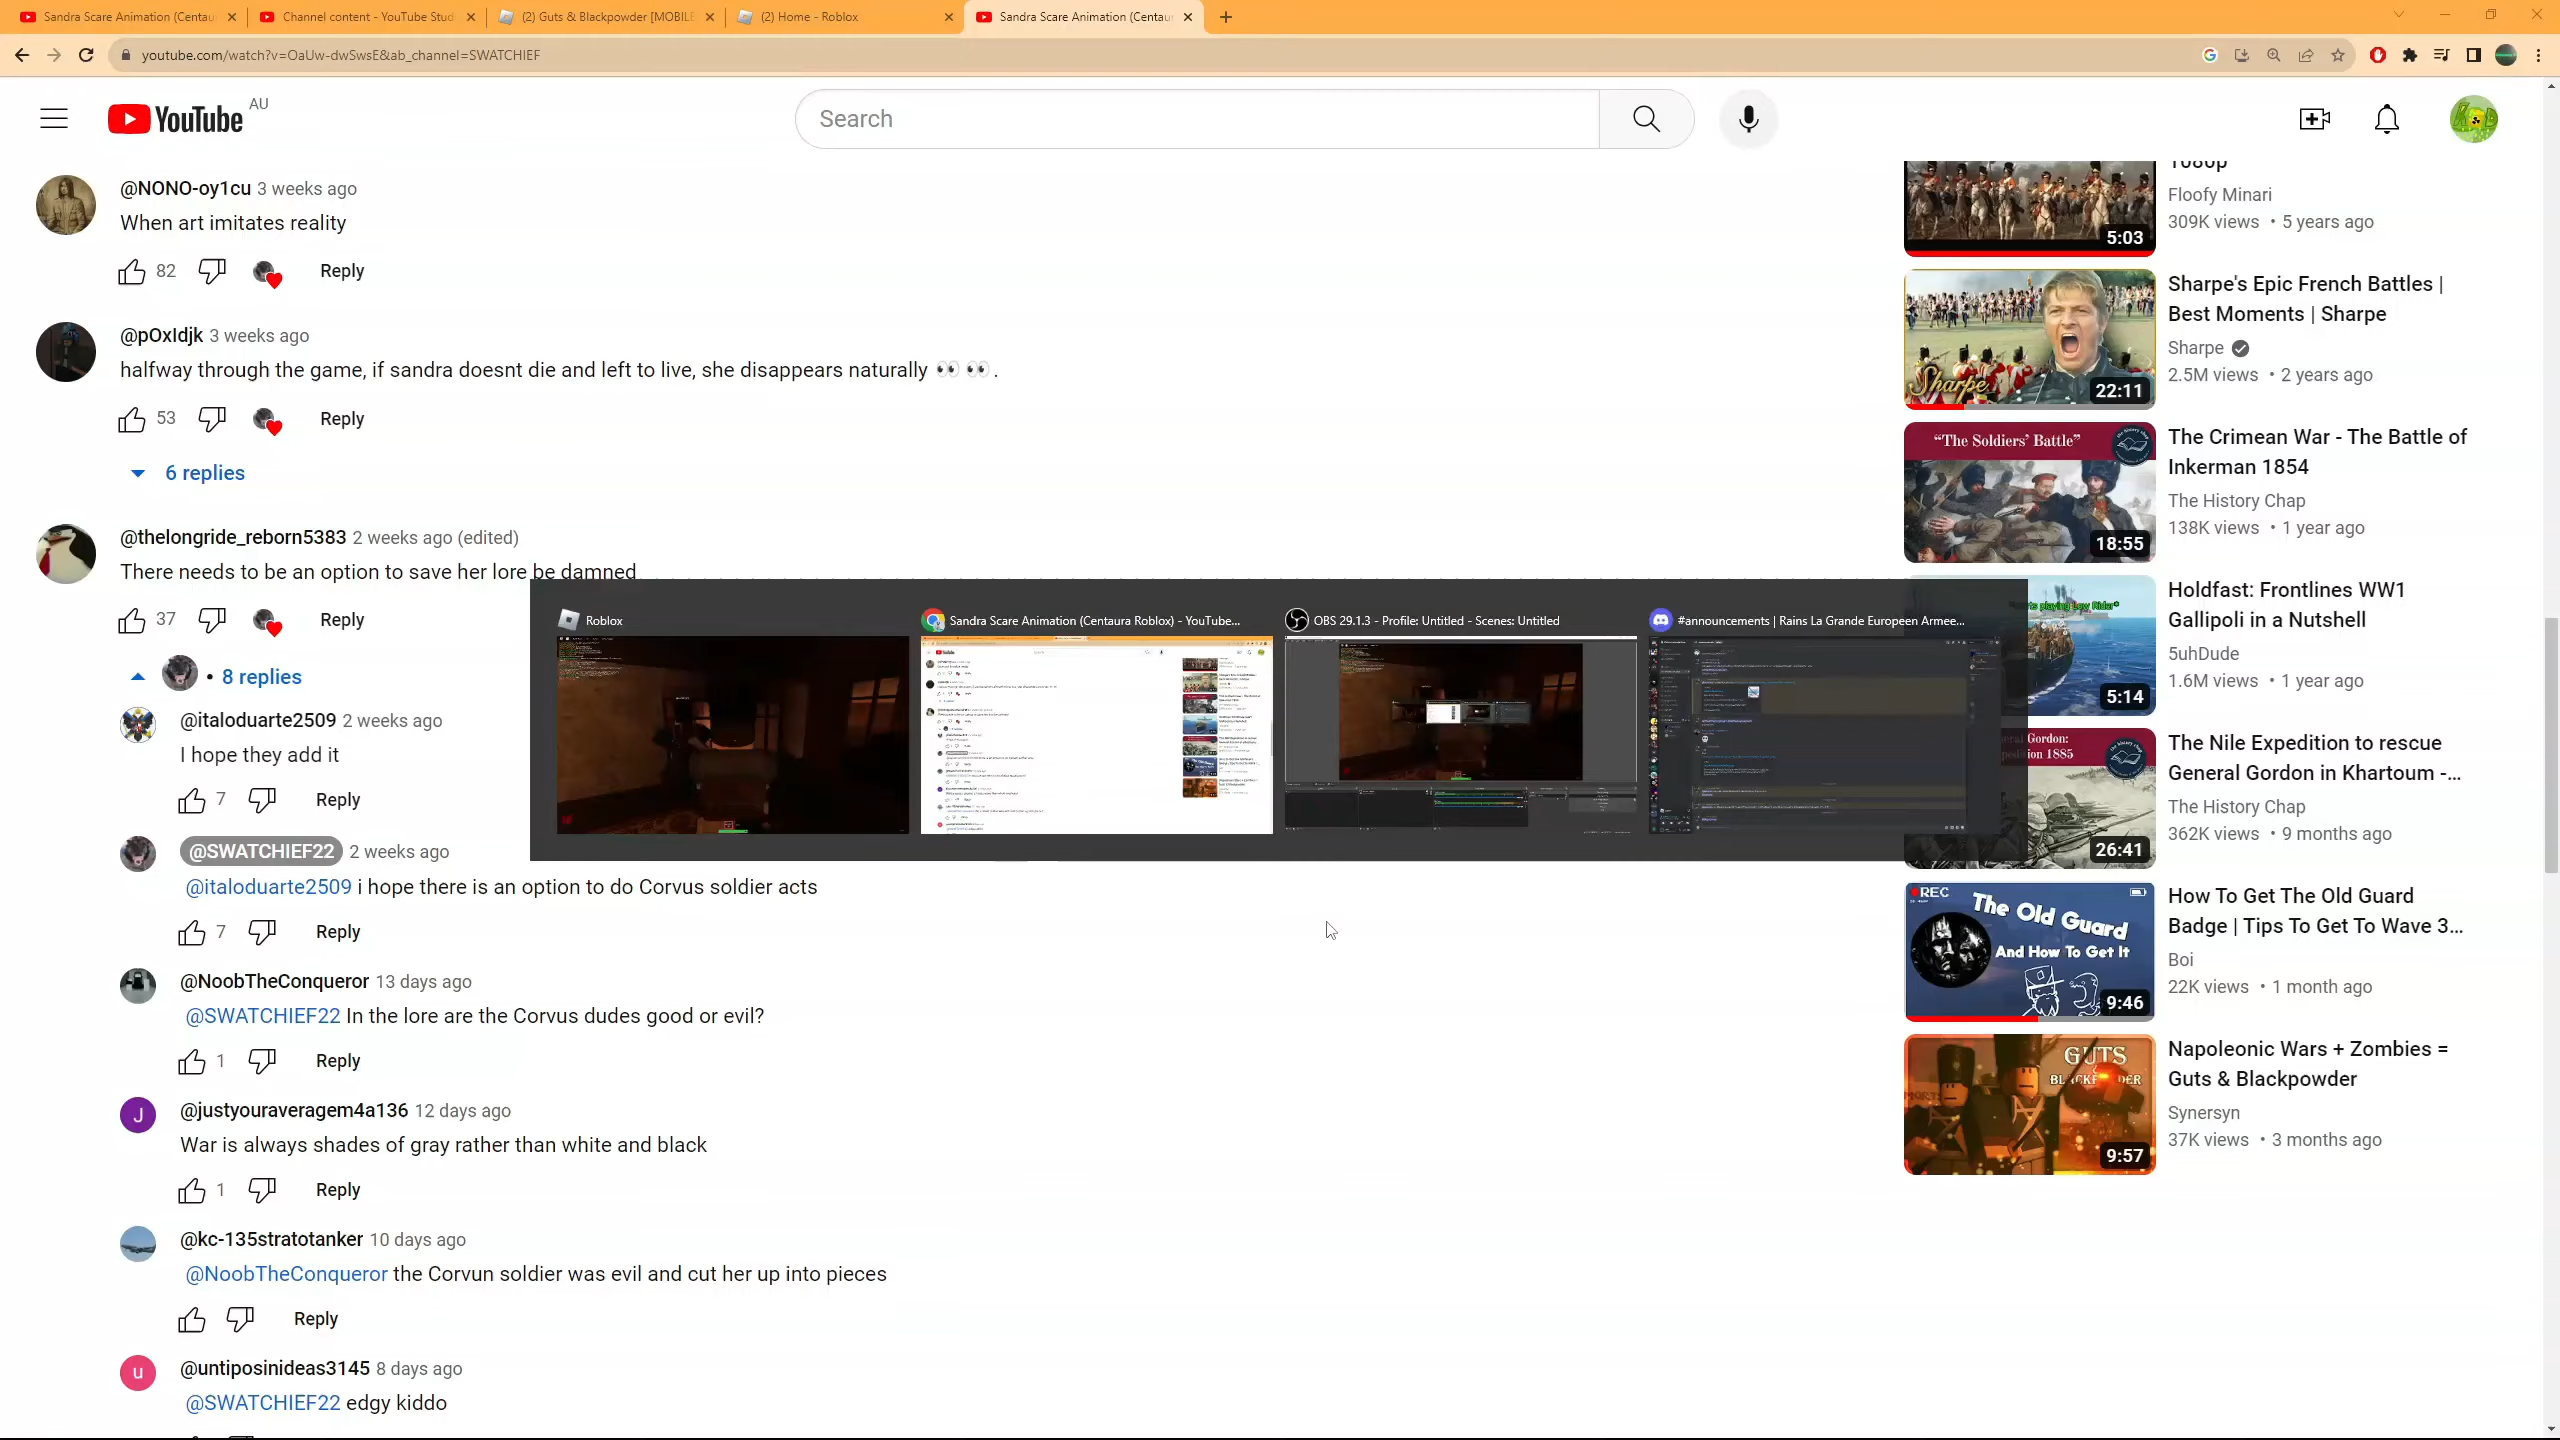 Sandra Scare Animation (Centau
Channel content - YouTube Stud
(2) Guts & Blackpowder [MOBILE
(2) Home - Roblox
Sandra Scare Animation (Centau
youtube.com/watch?v=OaUw-dwSwsE&ab_channel=SWATCHIEF
YouTube
AU
Search
@NONO-oy1cu 3 weeks ago
When art imitates reality
82
Reply
@pOxIdjk 3 weeks ago
halfway through the game, if sandra doesnt die and left to live, she disappears naturally 👀 👀 .
53
Reply
6 replies
@thelongride_reborn5383 2 weeks ago (edited)
There needs to be an option to save her lore be damned
37
Reply
• 8 replies
@italoduarte2509 2 weeks ago
I hope they add it
7
Reply
@SWATCHIEF22 2 weeks ago
@italoduarte2509 i hope there is an option to do Corvus soldier acts
7
Reply
@NoobTheConqueror 13 days ago
@SWATCHIEF22 In the lore are the Corvus dudes good or evil?
1
Reply
J
@justyouraveragem4a136 12 days ago
War is always shades of gray rather than white and black
1
Reply
@kc-135stratotanker 10 days ago
@NoobTheConqueror the Corvun soldier was evil and cut her up into pieces
Reply
u
@untiposinideas3145 8 days ago
@SWATCHIEF22 edgy kiddo
Roblox
Sandra Scare Animation (Centaura Roblox) - YouTube...
OBS 29.1.3 - Profile: Untitled - Scenes: Untitled
#announcements | Rains La Grande Europeen Armee...
1080p
Floofy Minari
309K views • 5 years ago
5:03
Sharpe
22:11
Sharpe's Epic French Battles |
Best Moments | Sharpe
Sharpe
2.5M views • 2 years ago
"The Soldiers' Battle"
18:55
The Crimean War - The Battle of
Inkerman 1854
The History Chap
138K views • 1 year ago
playing Low Rider*
5:14
Holdfast: Frontlines WW1
Gallipoli in a Nutshell
5uhDude
1.6M views • 1 year ago
Gordon:
1885
26:41
The Nile Expedition to rescue
General Gordon in Khartoum -...
The History Chap
362K views • 9 months ago
REC
The Old Guard
And How To Get It
9:46
How To Get The Old Guard
Badge | Tips To Get To Wave 3...
Boi
22K views • 1 month ago
GUTS
9:57
Napoleonic Wars + Zombies =
Guts & Blackpowder
Synersyn
37K views • 3 months ago